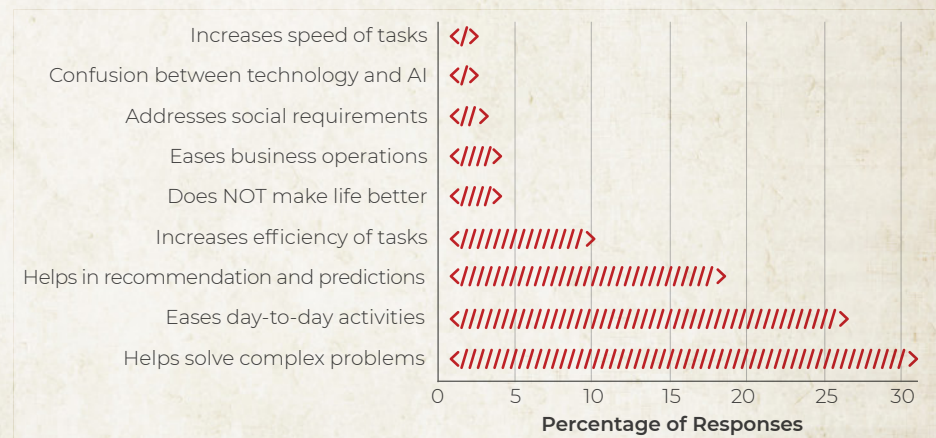 Increases speed of tasks
Confusion between technology and AI
Addresses social requirements
Eases business operations
Does NOT make life better
Increases efficiency of tasks
Helps in recommendation and predictions
Eases day-to-day activities
Helps solve complex problems
0 5 10 15 20 25 30
Percentage of Responses